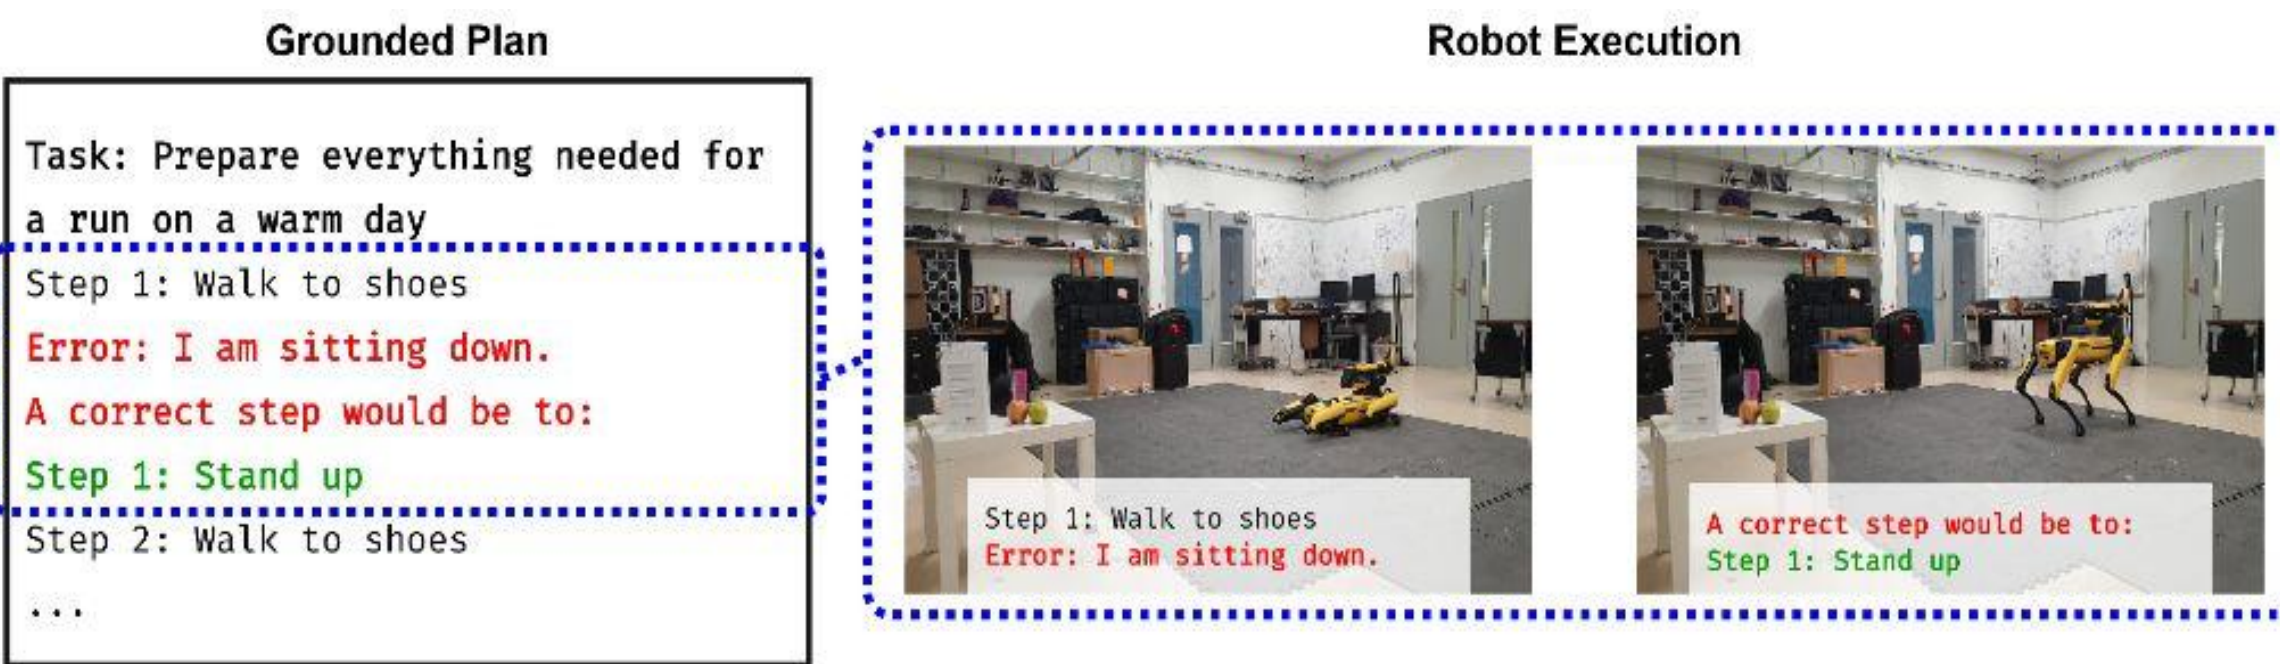 Grounded Plan
Task: Prepare everything needed for
a run on a warm day
Step 1: Walk to shoes
Error: I am sitting down.
A correct step would be to:
Step 1: Stand up
Step 2: Walk to shoes
...
Robot Execution
Step 1: Walk to shoes
Error: I am sitting down.
A correct step would be to:
Step 1: Stand up